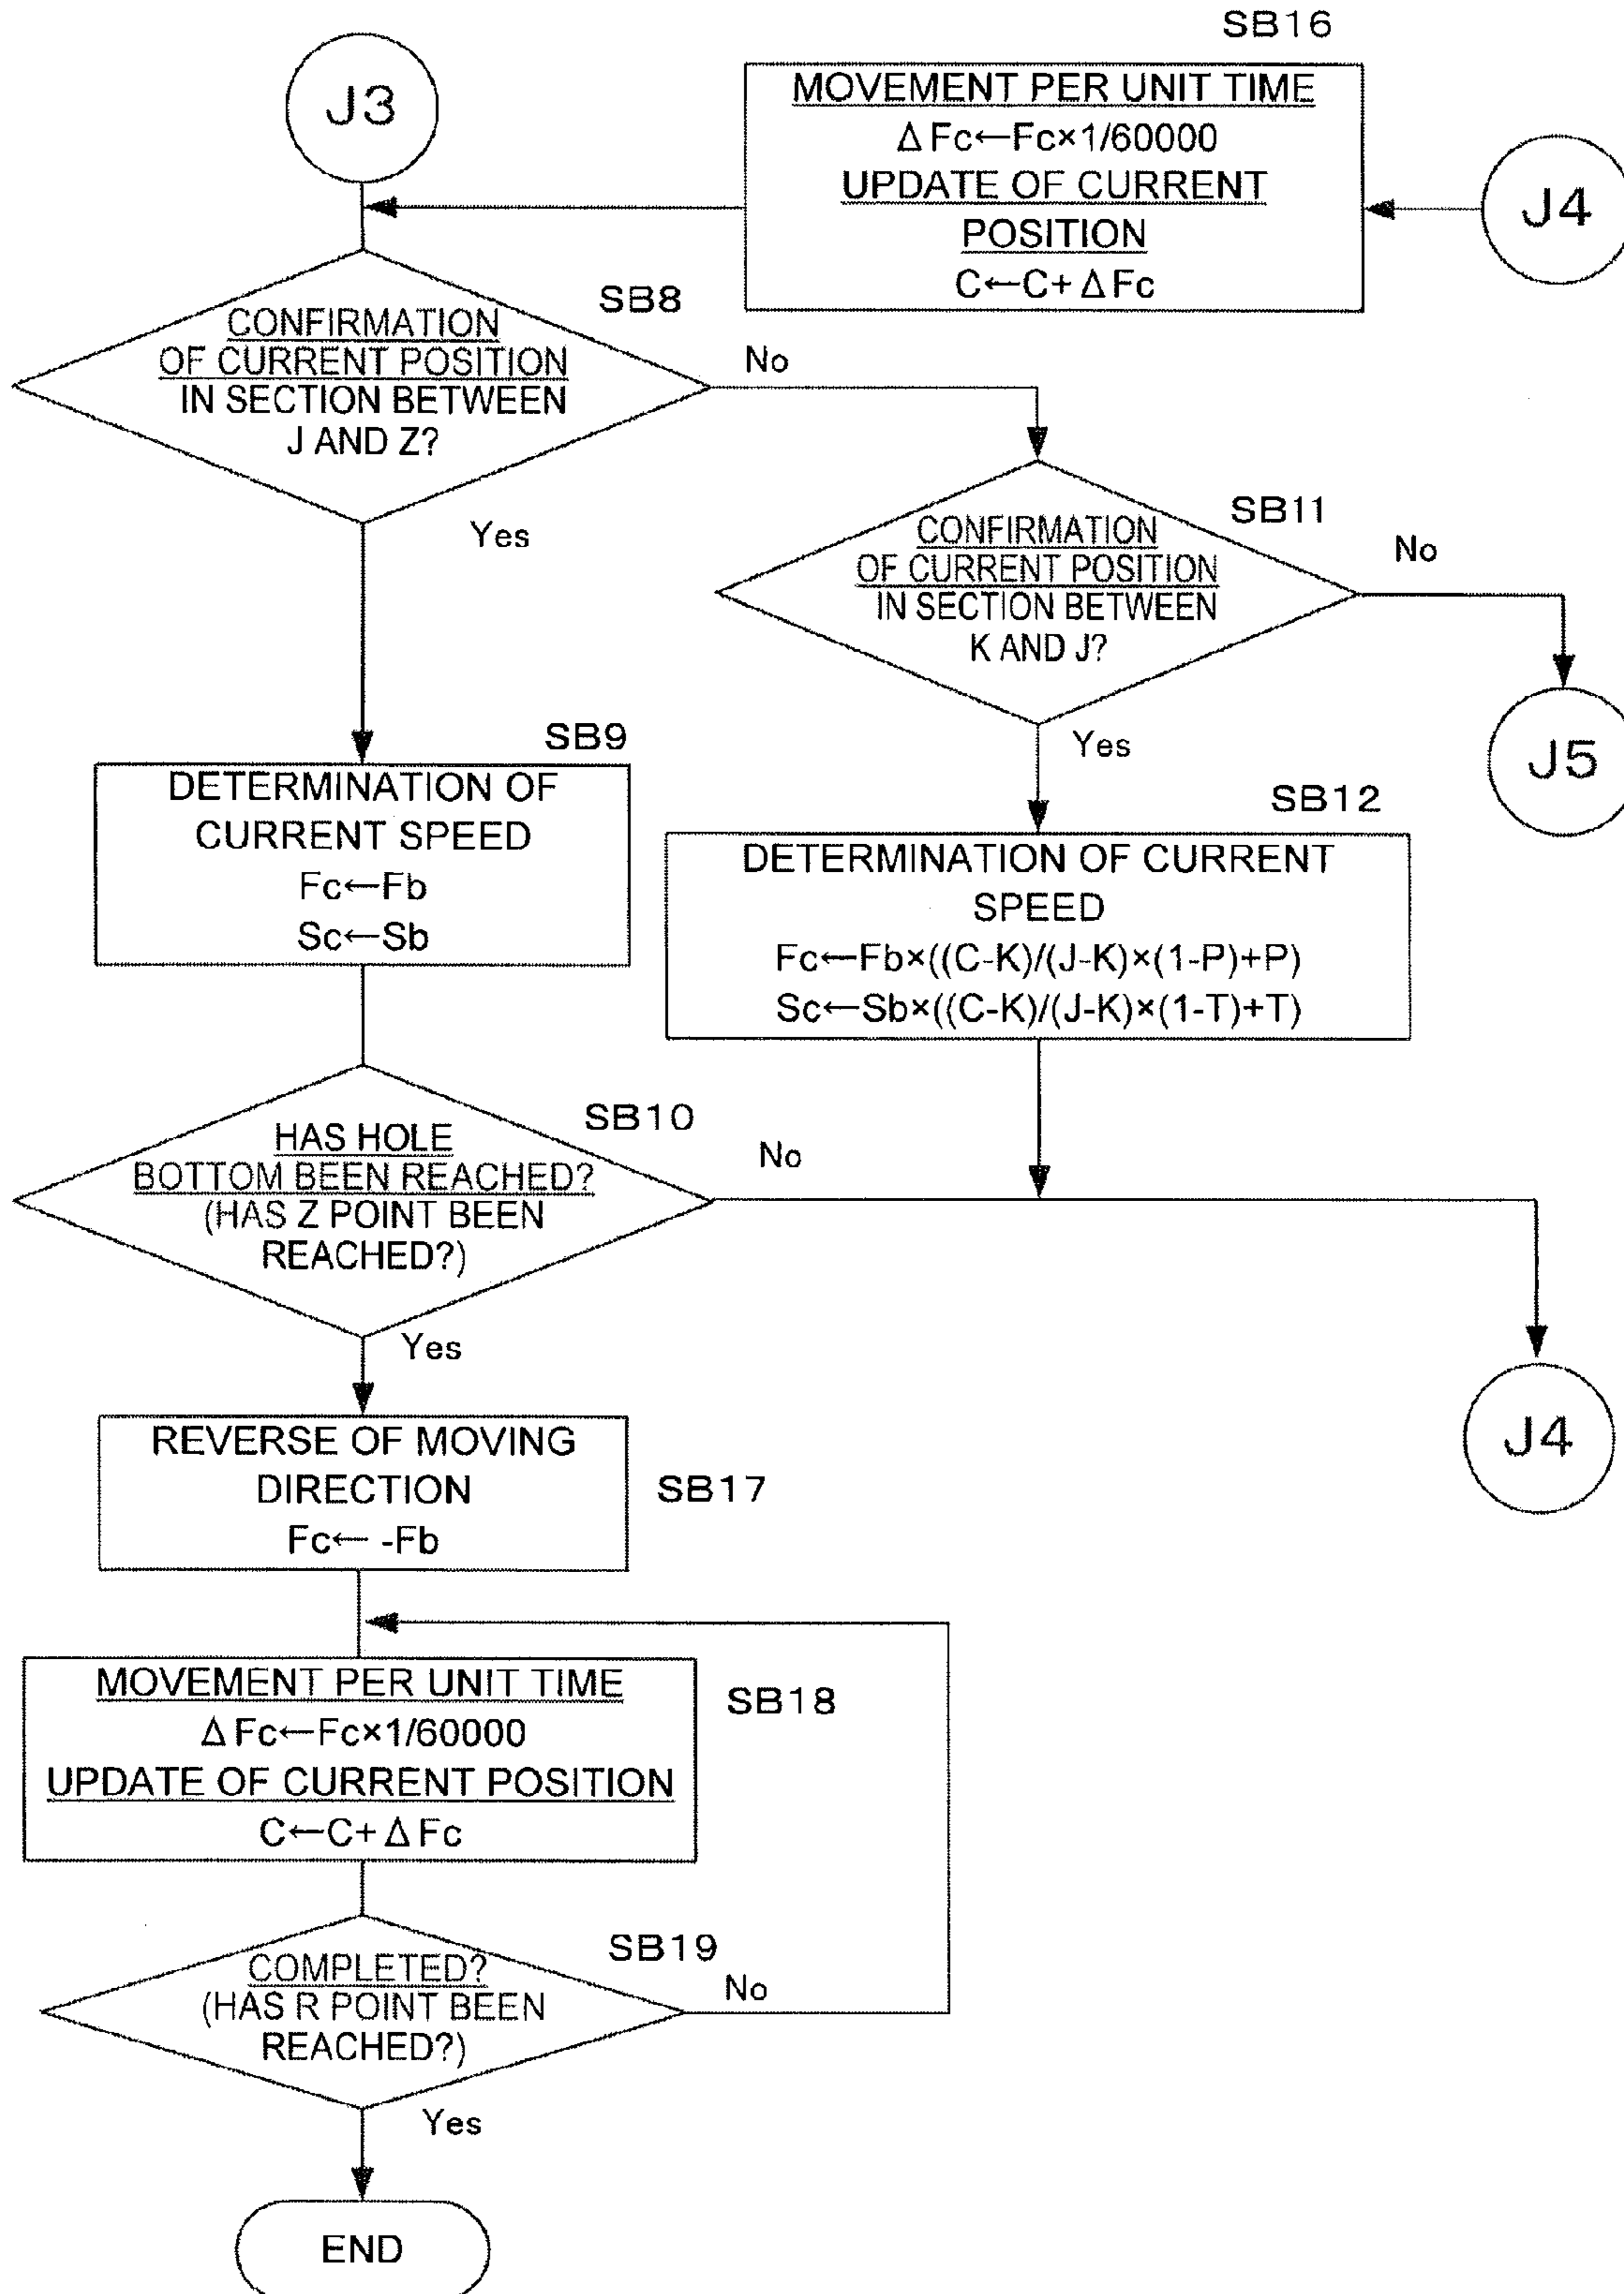 SB16
J3
MOVEMENT PER UNIT TIME
Δ Fc←Fc×1/60000
UPDATE OF CURRENT
POSITION
C←C+ Δ Fc
J4
SB8
CONFIRMATION
OF CURRENT POSITION
IN SECTION BETWEEN
J AND Z?
No
Yes
SB11
CONFIRMATION
OF CURRENT POSITION
IN SECTION BETWEEN
K AND J?
No
Yes
J5
SB9
DETERMINATION OF
CURRENT SPEED
Fc←Fb
Sc←Sb
SB12
DETERMINATION OF CURRENT
SPEED
Fc←Fb×((C-K)/(J-K)×(1-P)+P)
Sc←Sb×((C-K)/(J-K)×(1-T)+T)
SB10
HAS HOLE
BOTTOM BEEN REACHED?
(HAS Z POINT BEEN
REACHED?)
No
Yes
J4
REVERSE OF MOVING
DIRECTION
Fc← -Fb
SB17
MOVEMENT PER UNIT TIME
Δ Fc←Fc×1/60000
UPDATE OF CURRENT POSITION
C←C+ Δ Fc
SB18
SB19
COMPLETED?
(HAS R POINT BEEN
REACHED?)
No
Yes
END